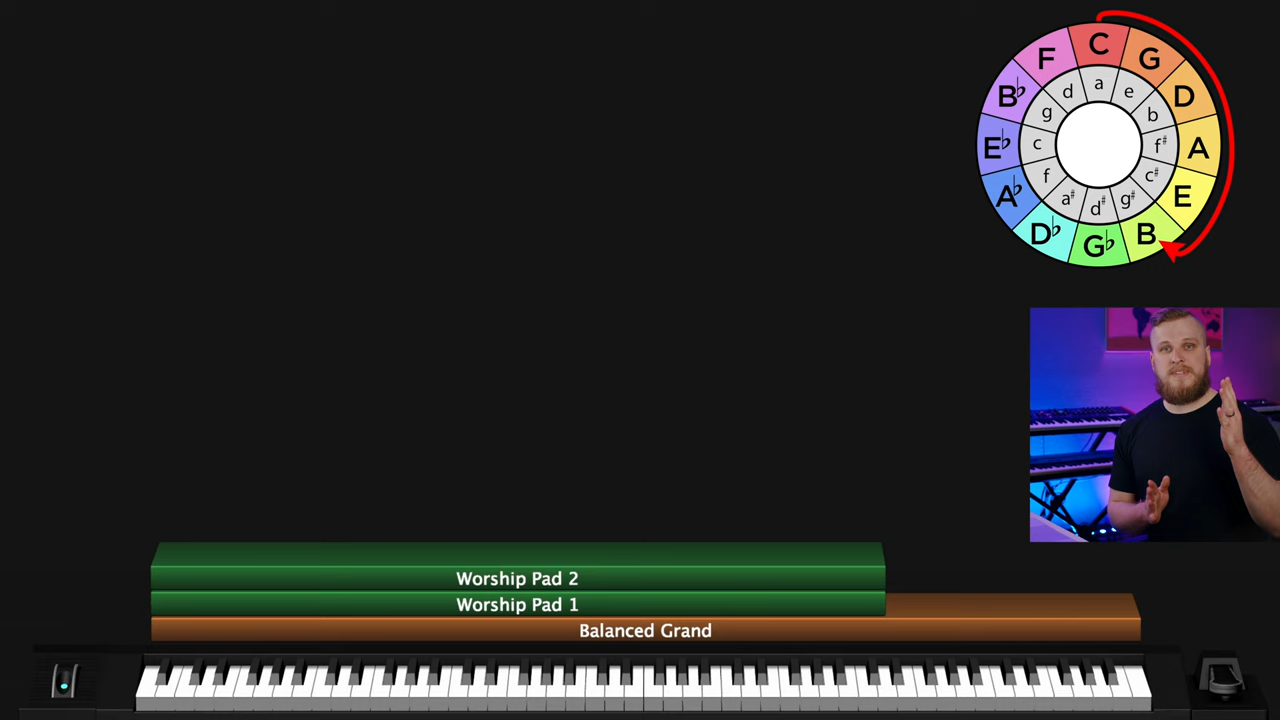 C
G
D
A
E
B
G♭
D♭
A♭
E♭
B♭
F
a
e
b
f#
c#
g#
d#
a#
f
c
g
d
Worship Pad 2
Worship Pad 1
Balanced Grand